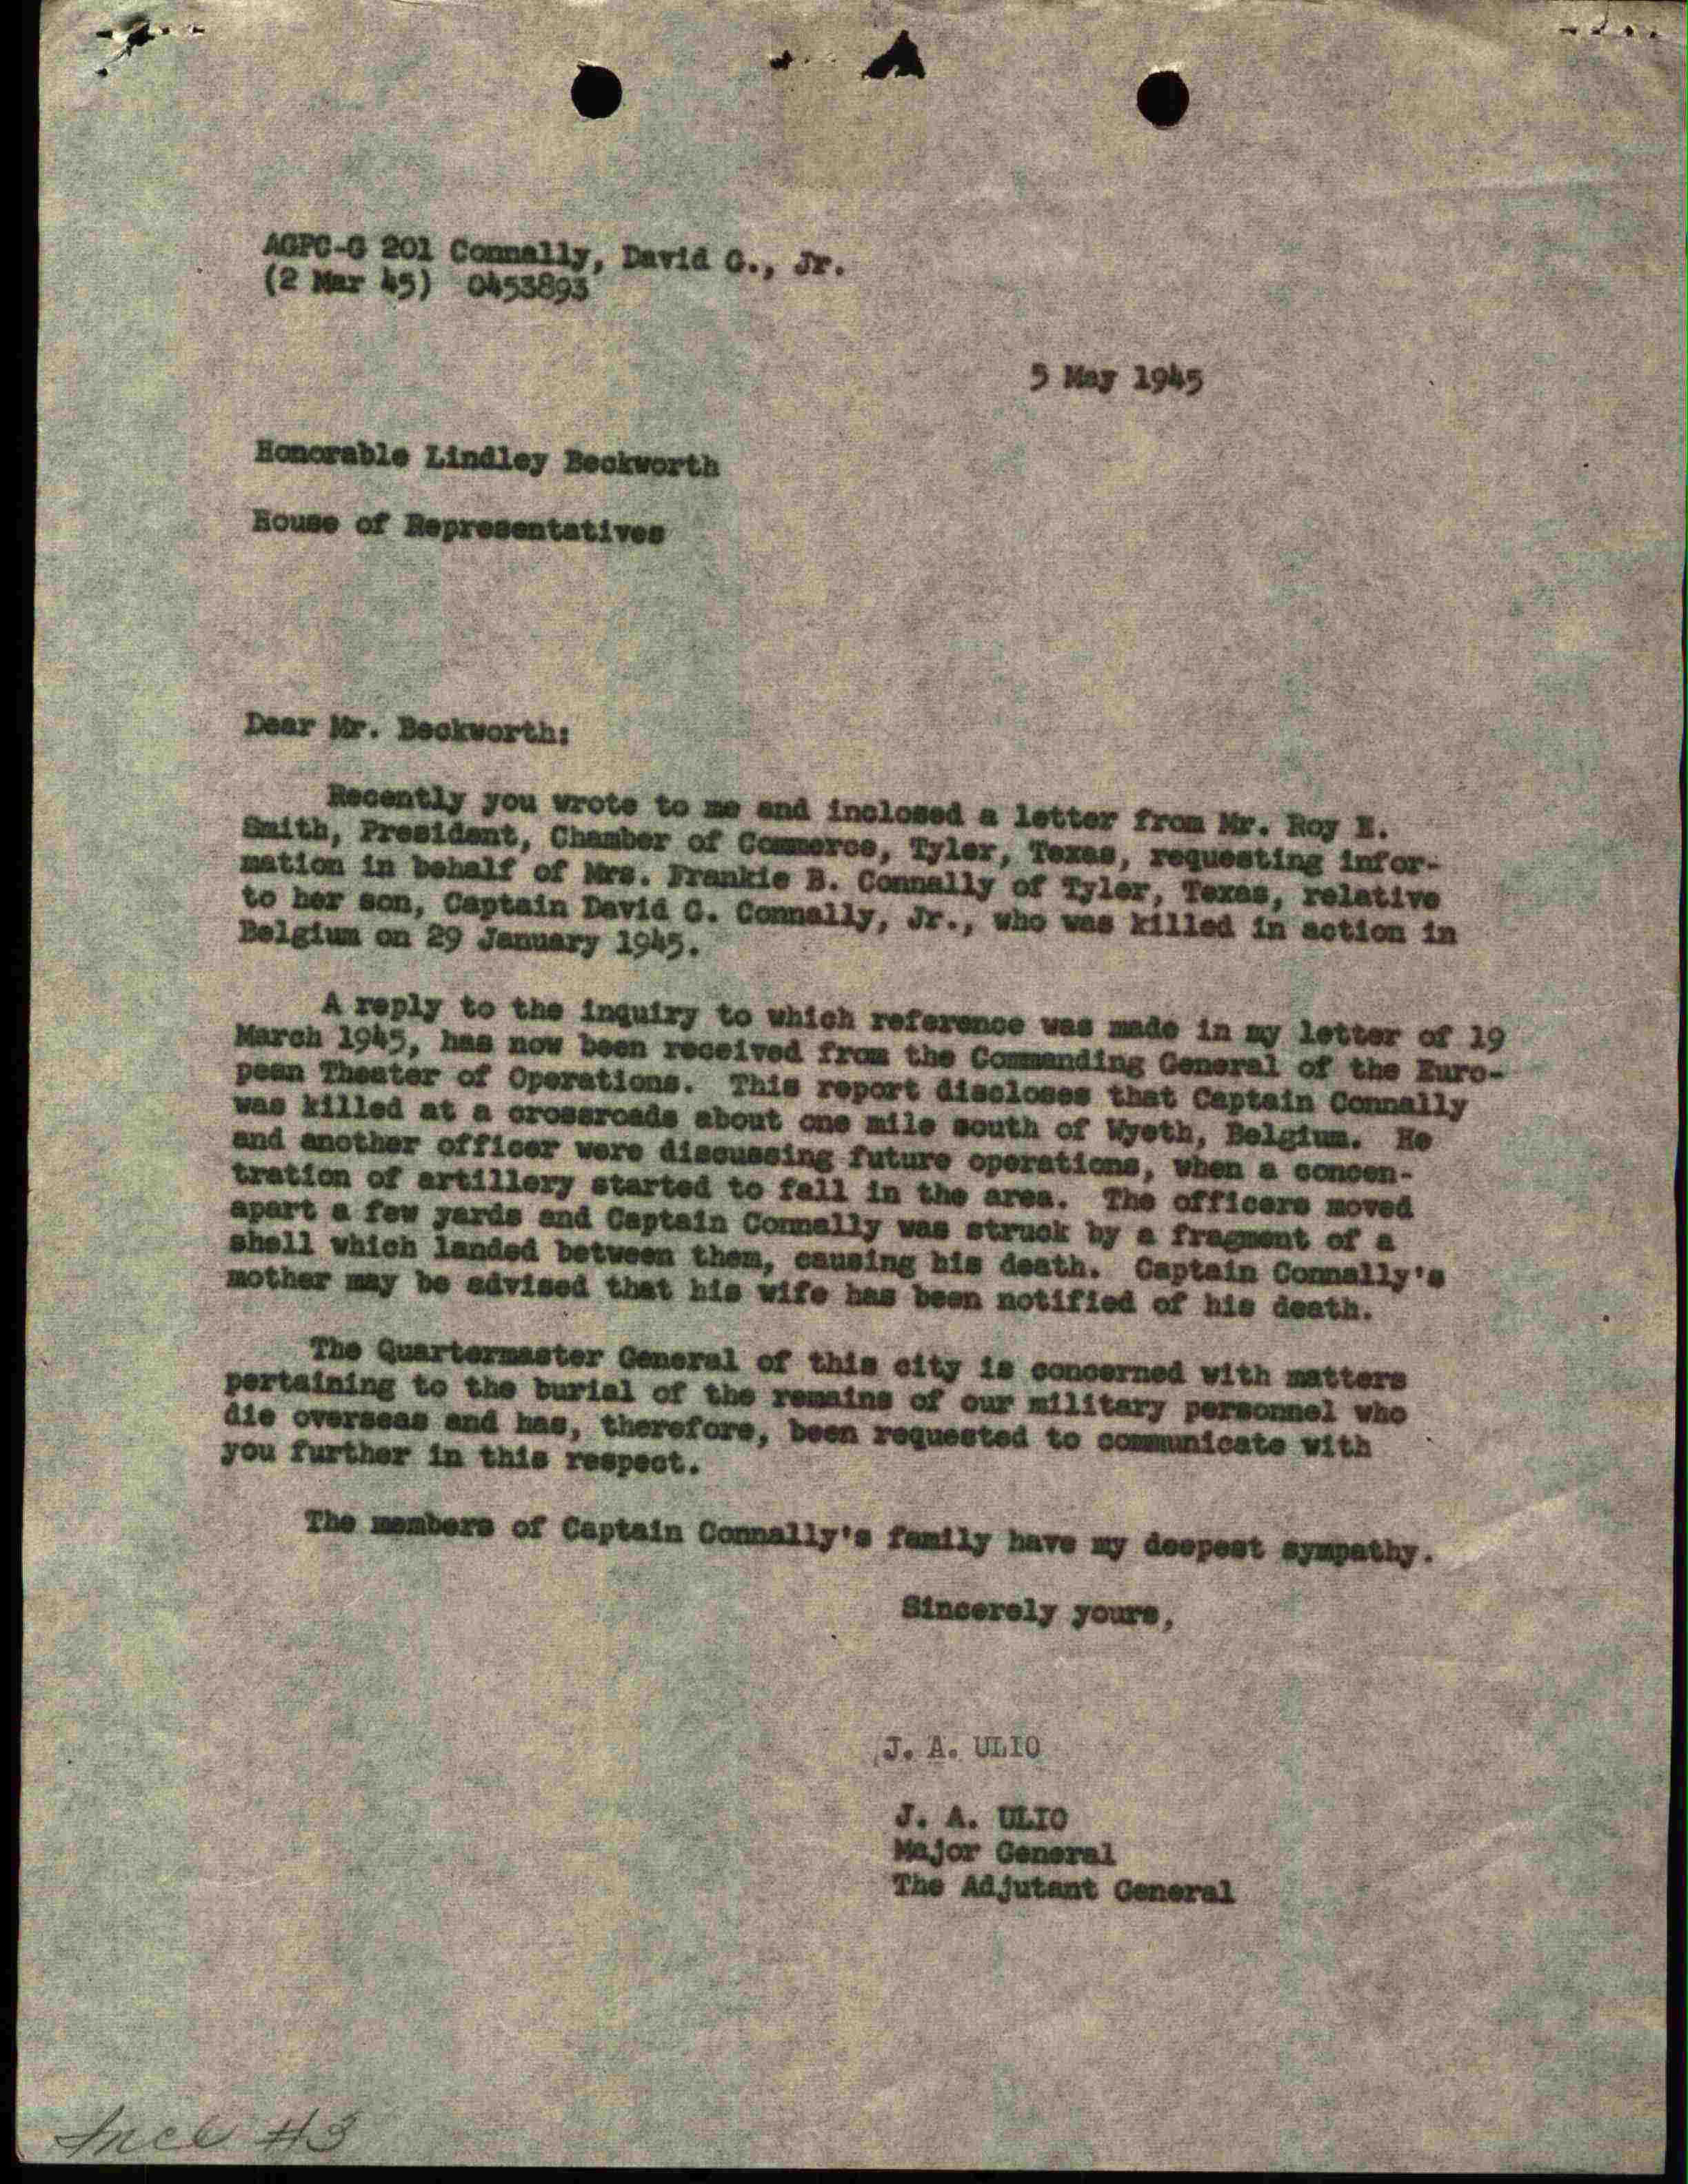 AGPC-G 201 Connally, David G., Jr.
(2 Mar 45) 0453893
5 May 1945
Honorable Lindley Beckworth
House of Representatives
Dear Mr. Beckworth:
Recently you wrote to me and inclosed a letter from Mr. Roy E.
Smith, President, Chamber of Commerce, Tyler, Texas, requesting infor-
mation in behalf of Mrs. Frankie B. Connally of Tyler, Texas, relative
to her son, Captain David G. Connally, Jr., who was killed in action in
Belgium on 29 January 1945.
A reply to the inquiry to which reference was made in my letter of 19
March 1945, has now been received from the Commanding General of the Euro-
pean Theater of Operations. This report discloses that Captain Connally
was killed at a crossroads about one mile south of Wyeth, Belgium. He
and another officer were discussing future operations, when a concen-
tration of artillery started to fall in the area. The officers moved
apart a few yards and Captain Connally was struck by a fragment of a
shell which landed between them, causing his death. Captain Connally's
mother may be advised that his wife has been notified of his death.
The Quartermaster General of this city is concerned with matters
pertaining to the burial of the remains of our military personnel who
die overseas and has, therefore, been requested to communicate with
you further in this respect.
The members of Captain Connally's family have my deepest sympathy.
Sincerely yours,
J. A. ULIO
J. A. ULIO
Major General
The Adjutant General
Incl #3